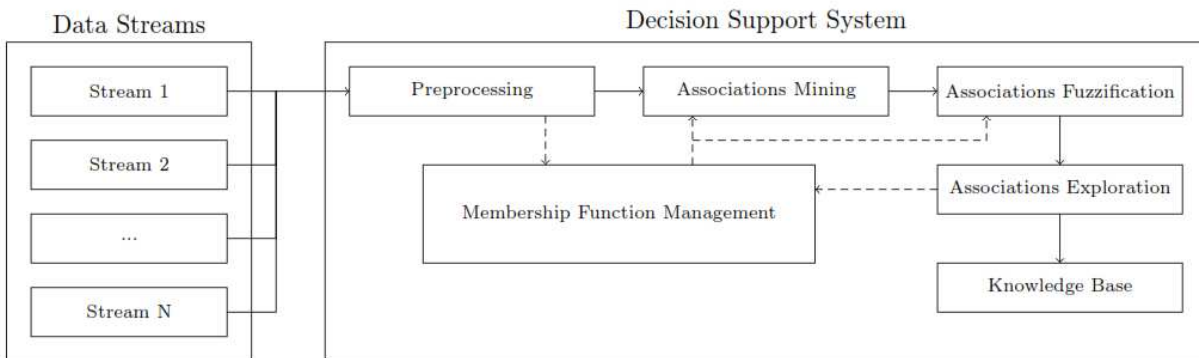 Data Streams
Decision Support System
Stream 1
Preprocessing
Associations Mining
Associations Fuzzification
Stream 2
Membership Function Management
Associations Exploration
...
Stream N
Knowledge Base